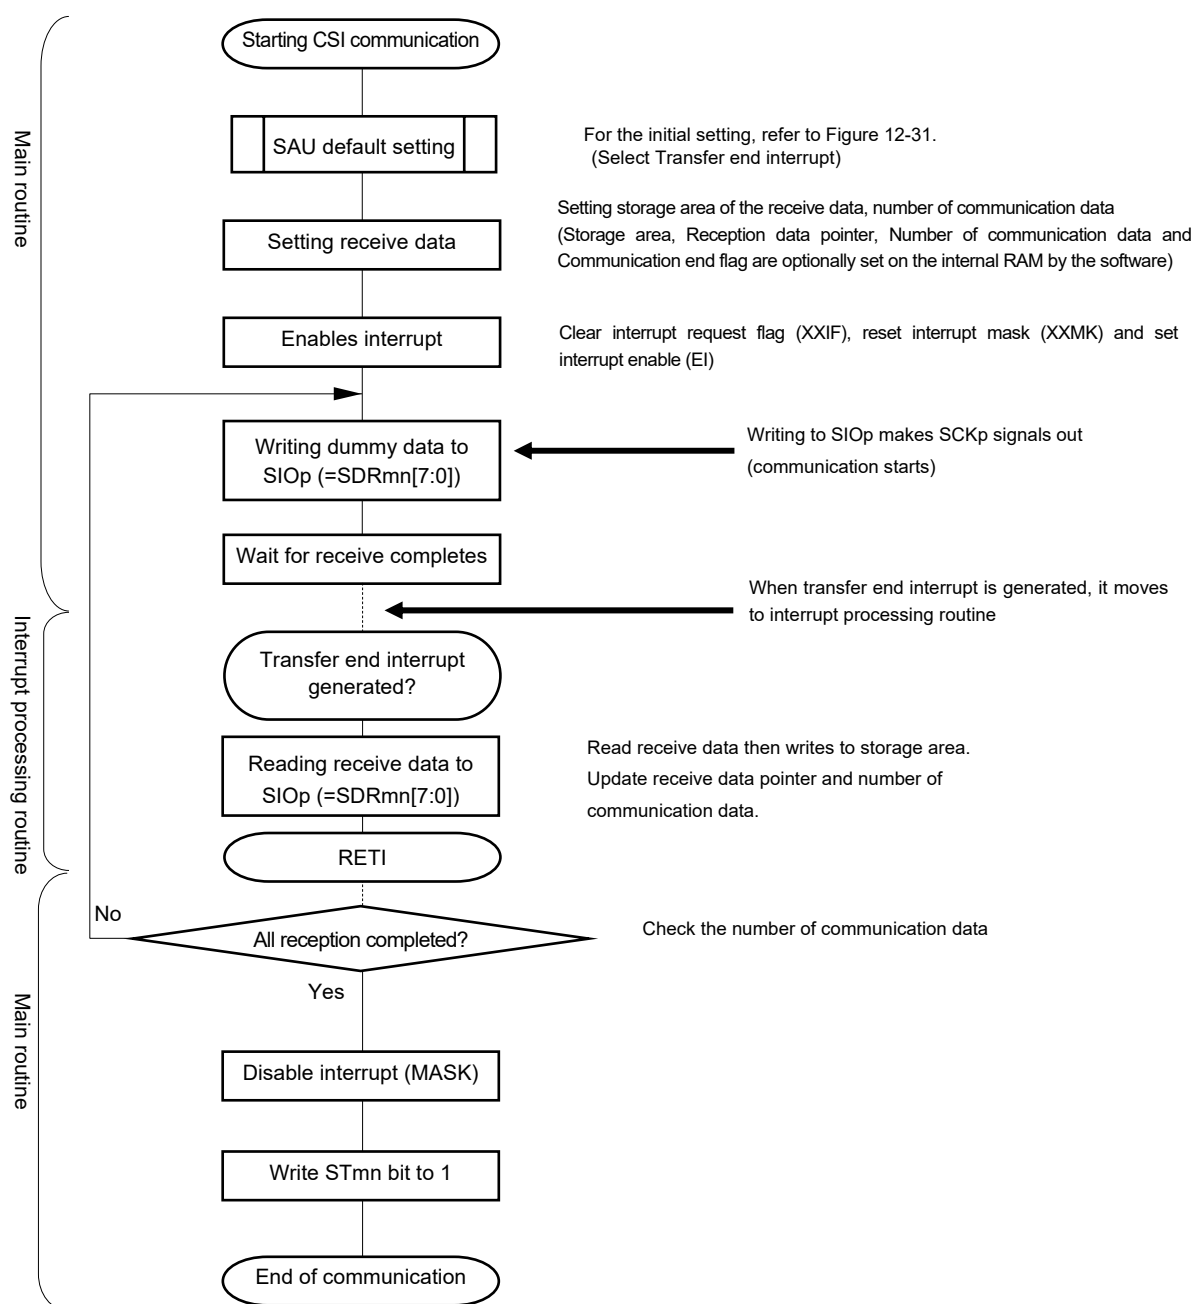 Starting CSI communication
Main routine
SAU default setting
For the initial setting, refer to Figure 12-31.
(Select Transfer end interrupt)
Setting receive data
Setting storage area of the receive data, number of communication data
(Storage area, Reception data pointer, Number of communication data and
Communication end flag are optionally set on the internal RAM by the software)
Enables interrupt
Clear interrupt request flag (XXIF), reset interrupt mask (XXMK) and set
interrupt enable (EI)
Writing dummy data to
SIOp (=SDRmn[7:0])
Writing to SIOp makes SCKp signals out
(communication starts)
Wait for receive completes
When transfer end interrupt is generated, it moves
to interrupt processing routine
Interrupt processing routine
Transfer end interrupt
generated?
Reading receive data to
SIOp (=SDRmn[7:0])
Read receive data then writes to storage area.
Update receive data pointer and number of
communication data.
RETI
No
All reception completed?
Check the number of communication data
Yes
Main routine
Disable interrupt (MASK)
Write STmn bit to 1
End of communication